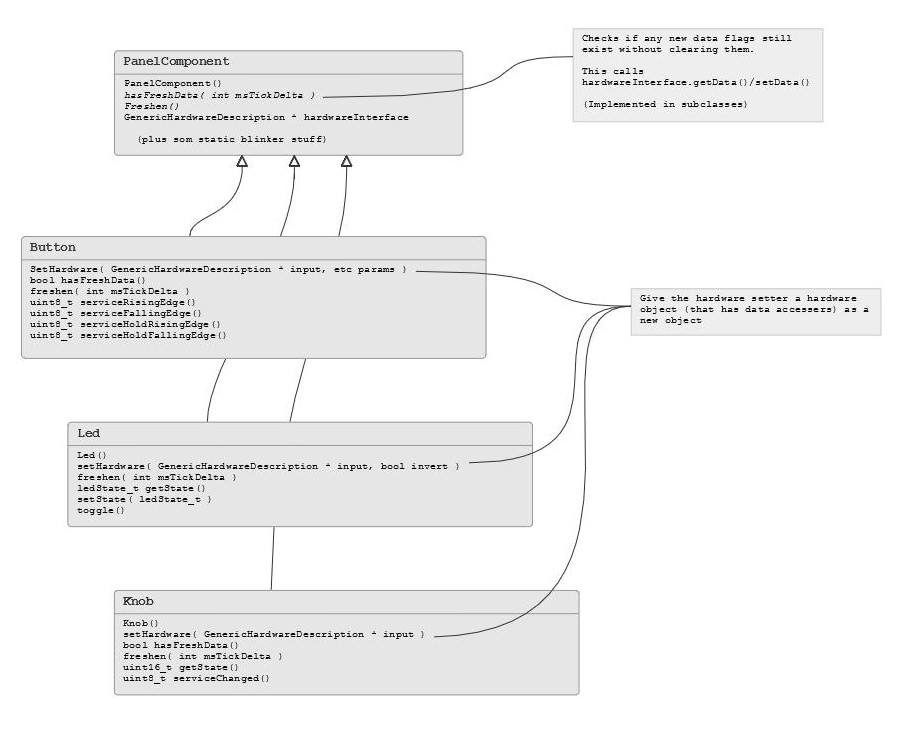 PanelComponent
PanelComponent()
hasFreshData( int msTickDelta )
Freshen()
GenericHardwareDescription * hardwareInterface
(plus som static blinker stuff)
Checks if any new data flags still
exist without clearing them.
This calls
hardwareInterface.getData()/setData()
(Implemented in subclasses)
Button
SetHardware( GenericHardwareDescription * input, etc params )
bool hasFreshData()
freshen( int msTickDelta )
uint8_t serviceRisingEdge()
uint8_t serviceFallingEdge()
uint8_t serviceHoldRisingEdge()
uint8_t serviceHoldFallingEdge()
Give the hardware setter a hardware
object (that has data accessers) as a
new object
Led
Led()
setHardware( GenericHardwareDescription * input, bool invert )
freshen( int msTickDelta )
ledState_t getState()
setState( ledState_t )
toggle()
Knob
Knob()
setHardware( GenericHardwareDescription * input )
bool hasFreshData()
freshen( int msTickDelta )
uint16_t getState()
uint8_t serviceChanged()